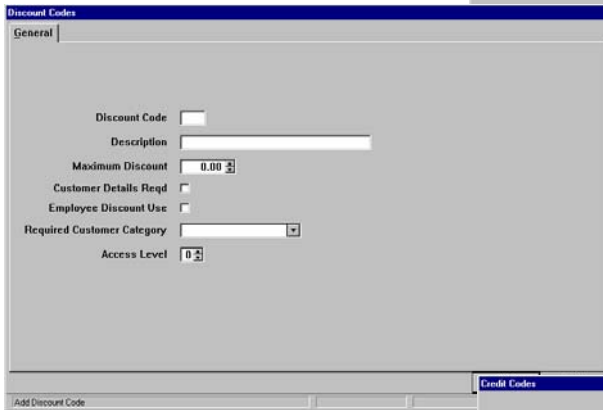 Discount Codes
General
Discount Code
Description
Maximum Discount 0.00
Customer Details Reqd
Employee Discount Use
Required Customer Category
Access Level 0
Credit Codes
Add Discount Code